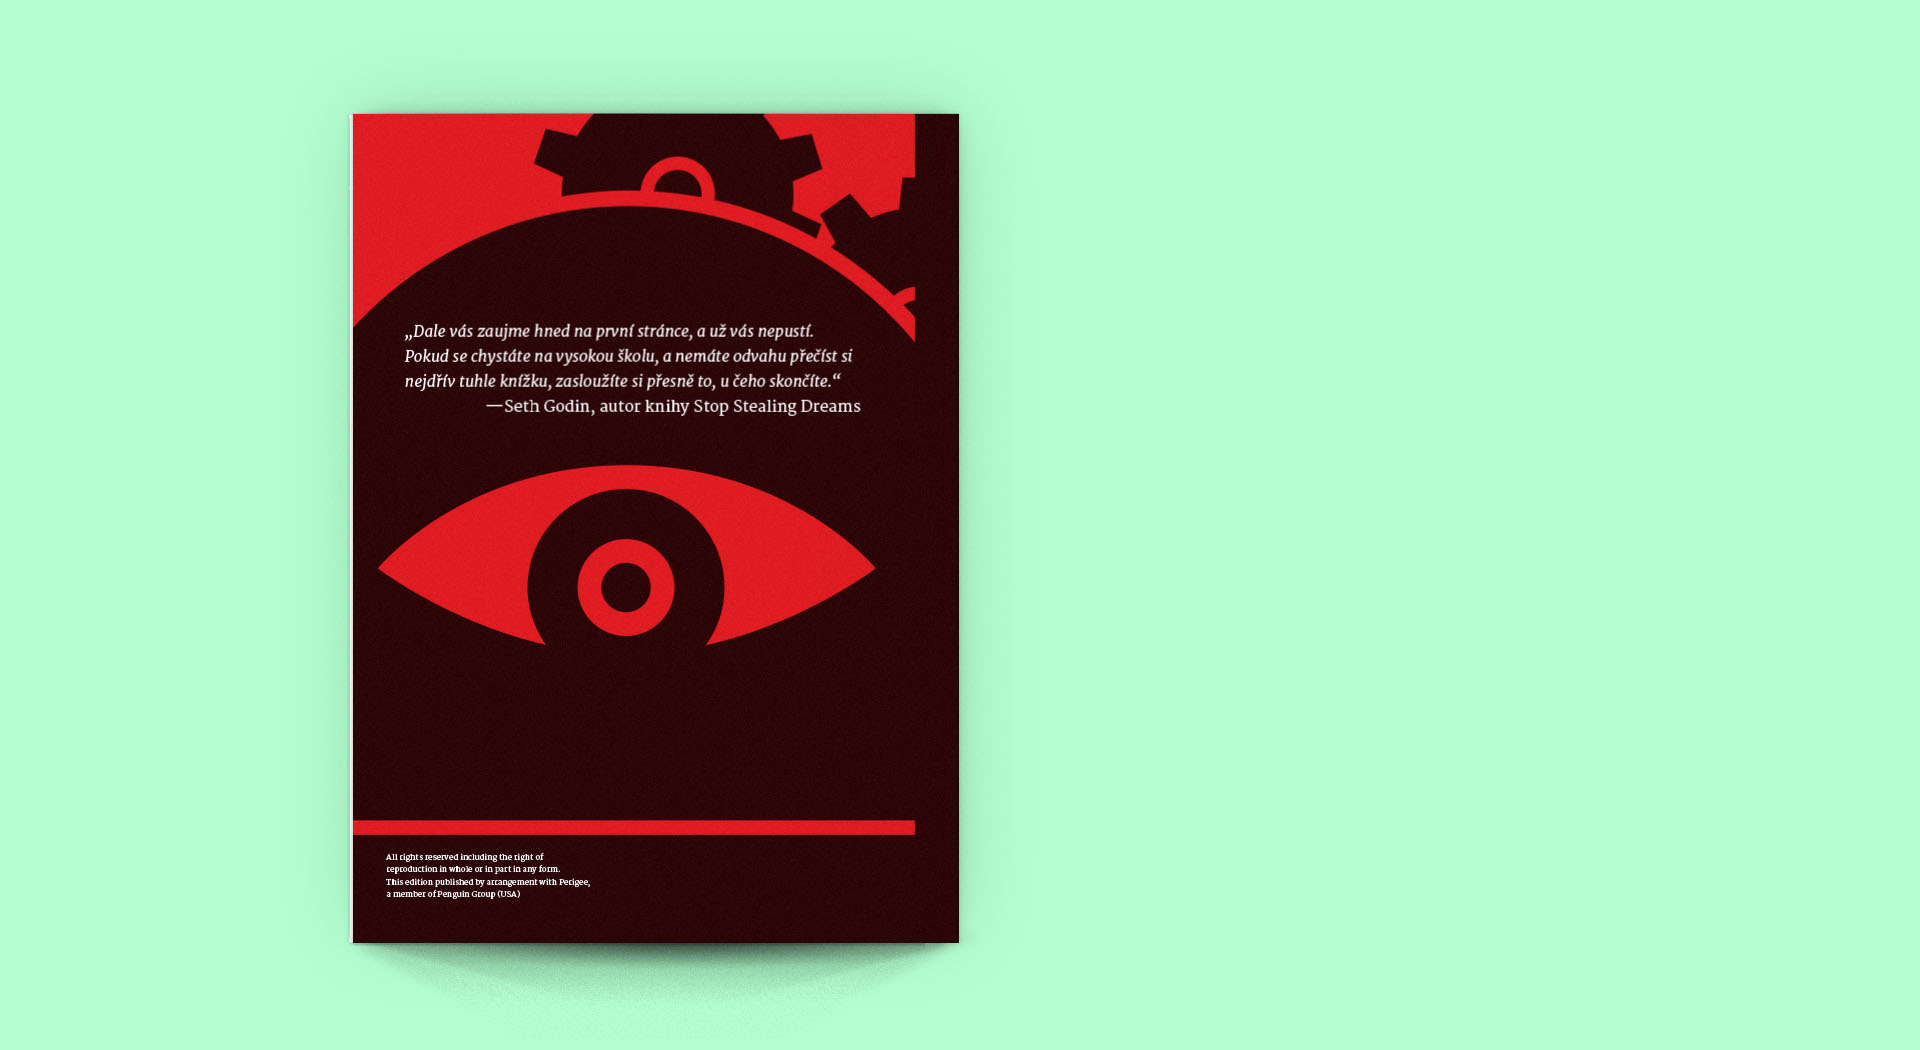 „Dale vás zaujme hned na první stránce, a už vás nepustí.
Pokud se chystáte na vysokou školu, a nemáte odvahu přečíst si
nejdřív tuhle knížku, zasloužíte si přesně to, u čeho skončíte.“
—Seth Godin, autor knihy Stop Stealing Dreams
All rights reserved including the right of
reproduction in whole or in part in any form.
This edition published by arrangement with Perigee,
a member of Penguin Group (USA)